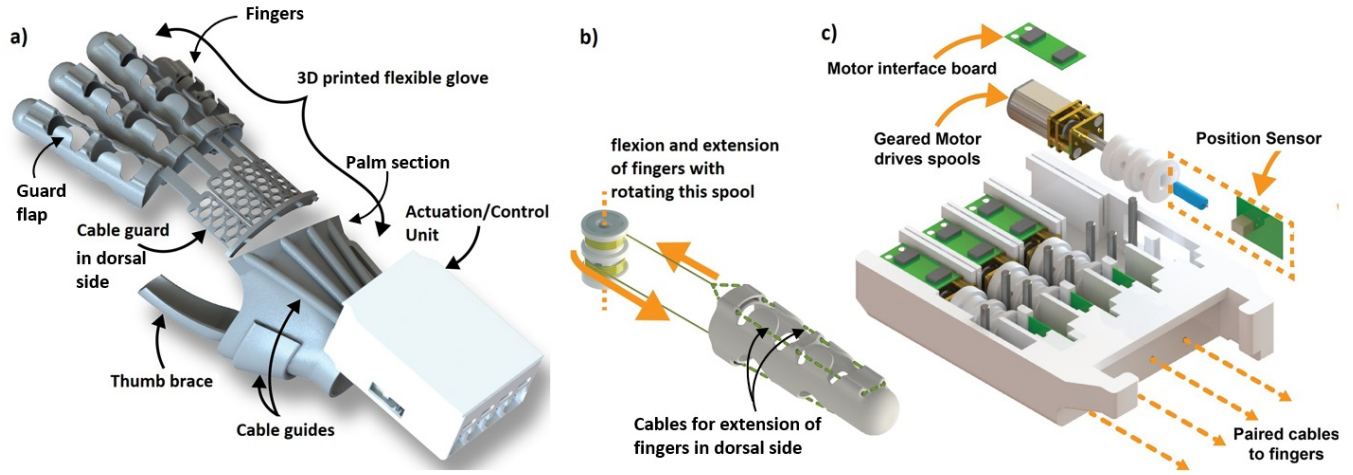 a)
Fingers
3D printed flexible glove
Palm section
Guard
flap
Actuation/Control
Unit
Cable guard
in dorsal
side
Thumb brace
Cable guides
b)
flexion and extension
of fingers with
rotating this spool
Cables for extension of
fingers in dorsal side
c)
Motor interface board
Geared Motor
drives spools
Position Sensor
Paired cables
to fingers